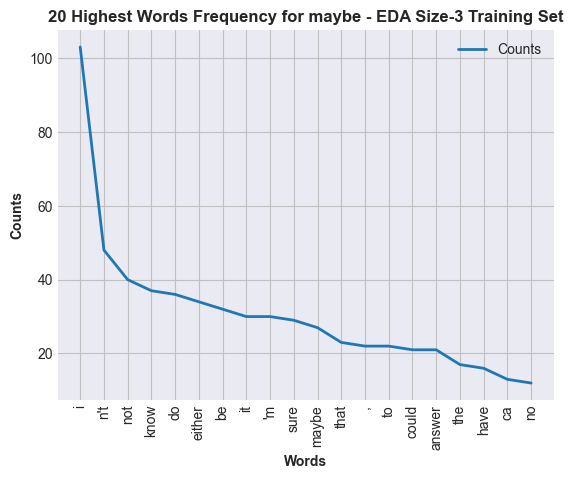 20 Highest Words Frequency for maybe - EDA Size-3 Training Set
Counts
100
80
60
40
20
Counts
i
n't
not
know
do
either
be
it
'm
sure
maybe
that
,
to
could
answer
the
have
ca
no
Words